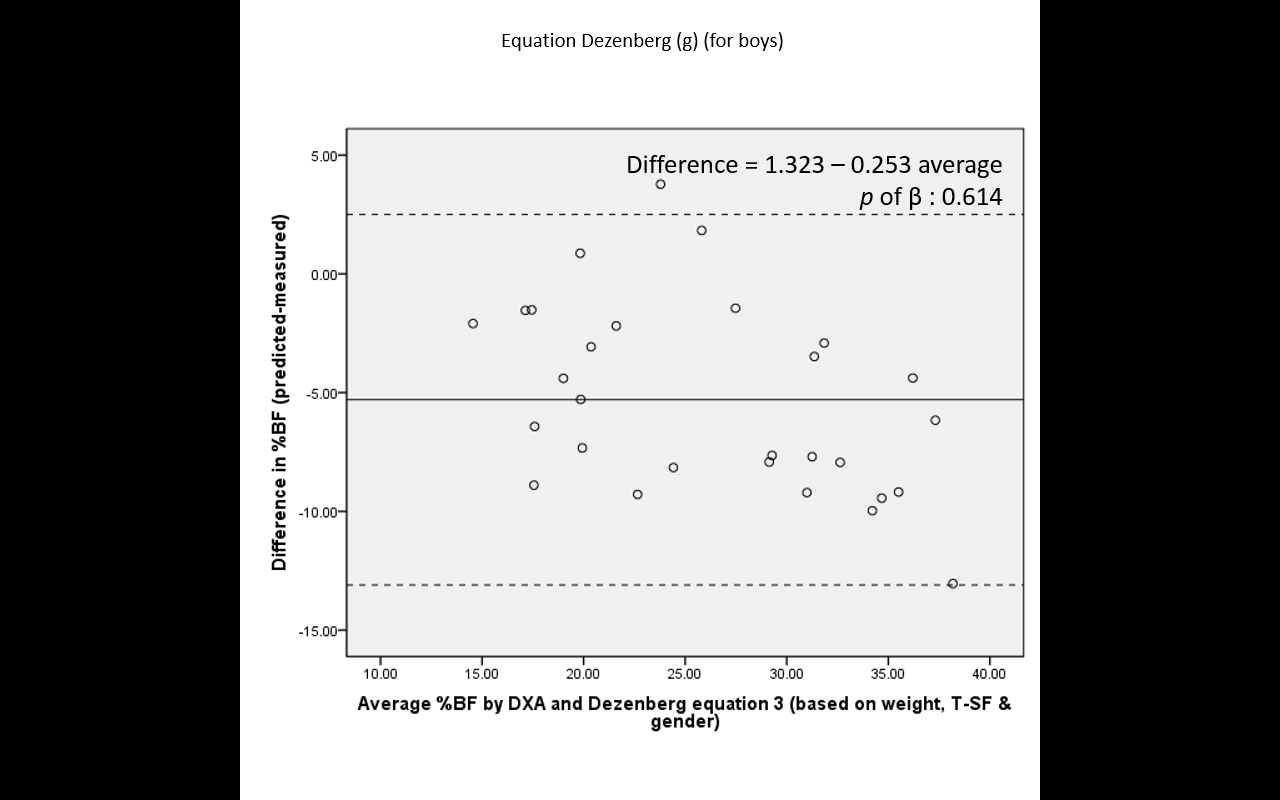 Equation Dezenberg (g) (for boys)
Difference = 1.323 – 0.253 average
p of β : 0.614
5.00
0.00
-5.00
-10.00
-15.00
Difference in %BF (predicted-measured)
10.00 15.00 20.00 25.00 30.00 35.00 40.00
Average %BF by DXA and Dezenberg equation 3 (based on weight, T-SF &
gender)